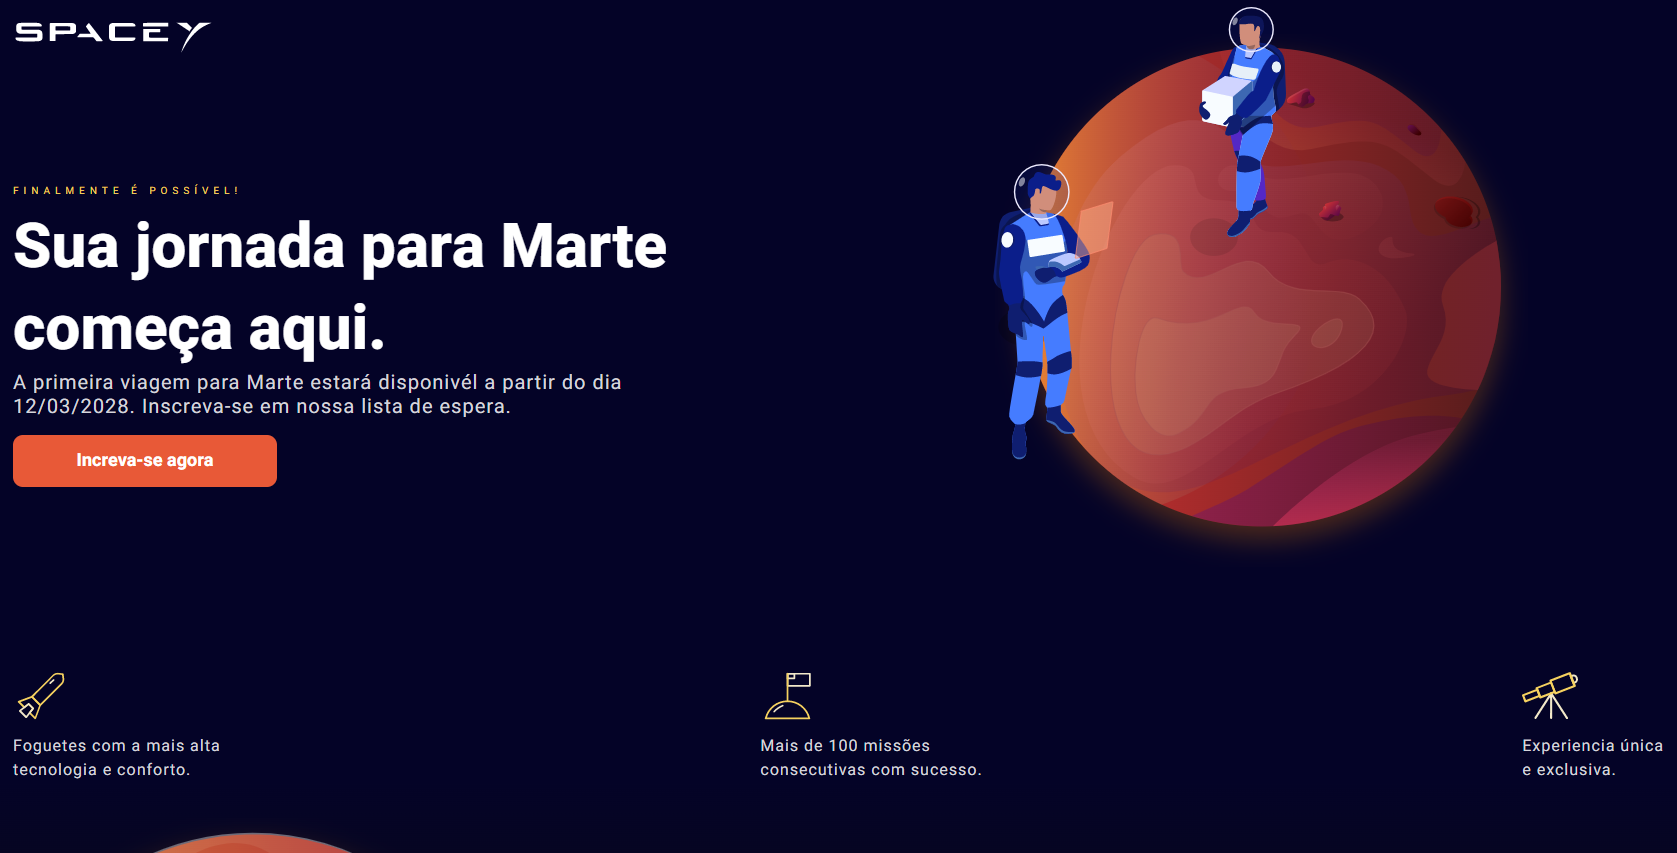 SPACEY
FINALMENTE É POSSÍVEL!
Sua jornada para Marte
começa aqui.
A primeira viagem para Marte estará disponivél a partir do dia
12/03/2028. Inscreva-se em nossa lista de espera.
Increva-se agora
Foguetes com a mais alta
tecnologia e conforto.
Mais de 100 missões
consecutivas com sucesso.
Experiencia única
e exclusiva.